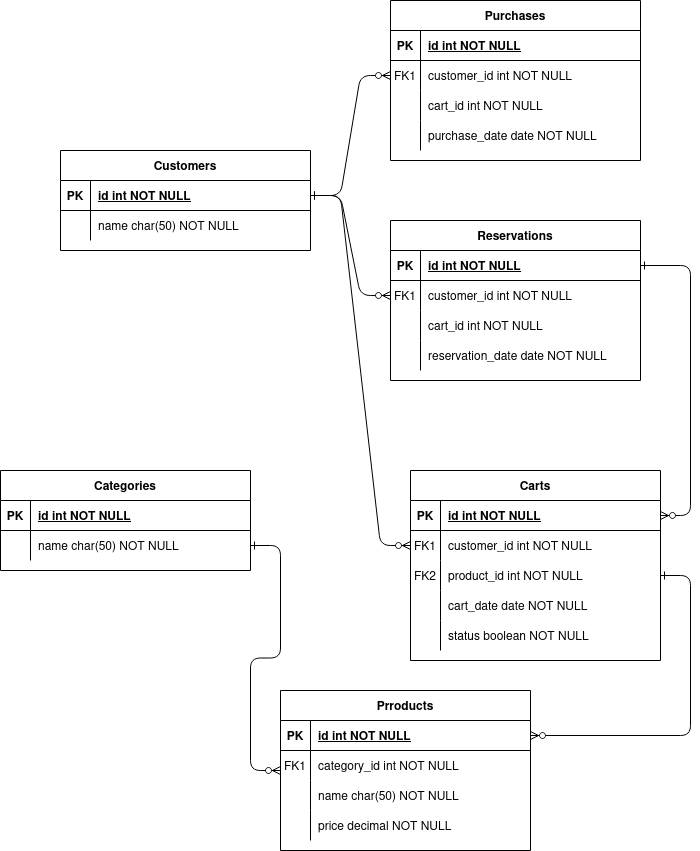 Purchases
PK id int NOT NULL
FK1 customer_id int NOT NULL
cart_id int NOT NULL
purchase_date date NOT NULL
Customers
PK id int NOT NULL
name char(50) NOT NULL
Reservations
PK id int NOT NULL
FK1 customer_id int NOT NULL
cart_id int NOT NULL
reservation_date date NOT NULL
Categories
PK id int NOT NULL
name char(50) NOT NULL
Carts
PK id int NOT NULL
FK1 customer_id int NOT NULL
FK2 product_id int NOT NULL
cart_date date NOT NULL
status boolean NOT NULL
Prroducts
PK id int NOT NULL
FK1 category_id int NOT NULL
name char(50) NOT NULL
price decimal NOT NULL